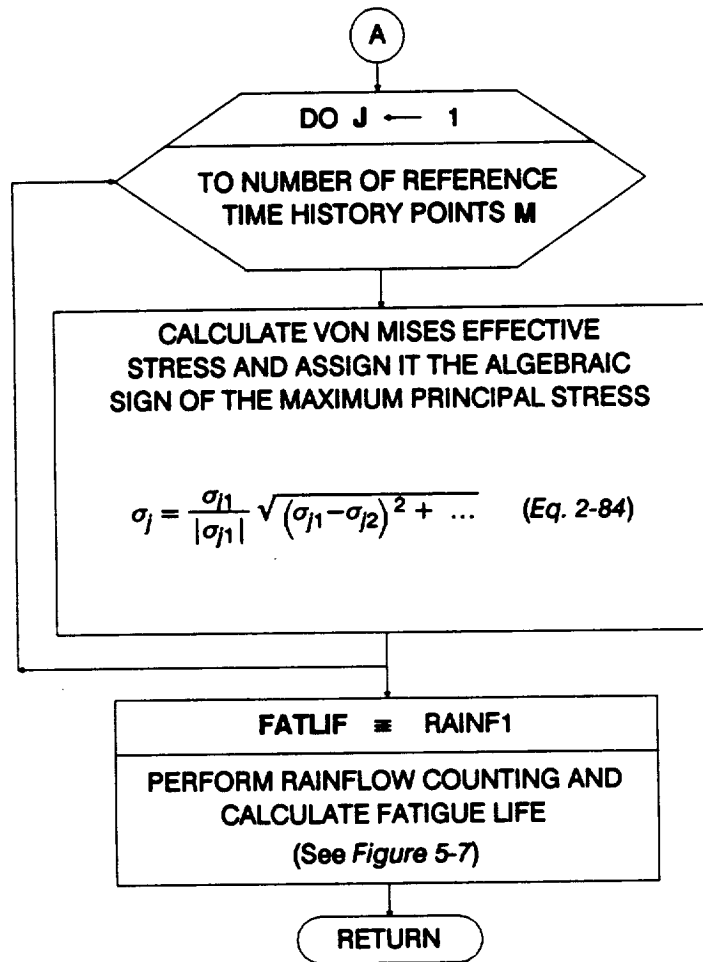 A
DO J ← 1
TO NUMBER OF REFERENCE
TIME HISTORY POINTS M
CALCULATE VON MISES EFFECTIVE
STRESS AND ASSIGN IT THE ALGEBRAIC
SIGN OF THE MAXIMUM PRINCIPAL STRESS
σj = σj1 / |σj1| √(σj1−σj2)² + ... (Eq. 2-84)
FATLIF = RAINF1
PERFORM RAINFLOW COUNTING AND
CALCULATE FATIGUE LIFE
(See Figure 5-7)
RETURN